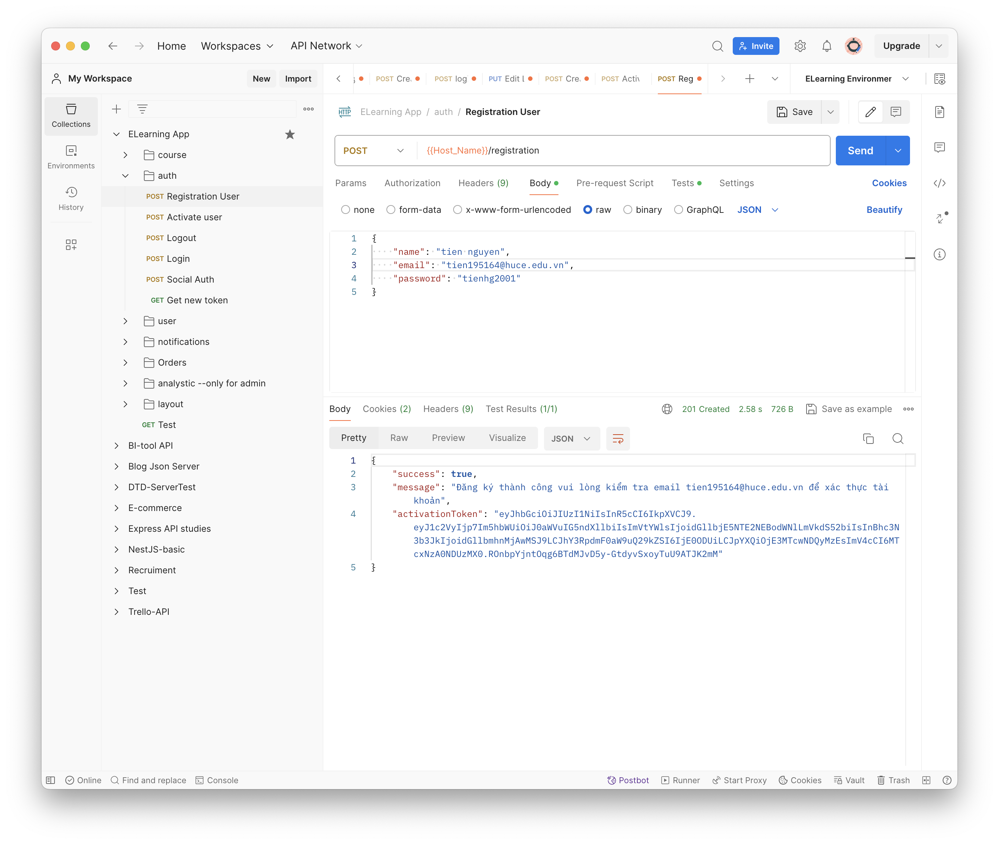 Home Workspaces API Network Invite Upgrade
My Workspace New Import
POST Cre. POST log PUT Edit L POST Cre. POST Activ POST Reg ELearning Environmer
Collections
Environments
History
ELearning App
course
auth
POST Registration User
POST Activate user
POST Logout
POST Login
POST Social Auth
GET Get new token
user
notifications
Orders
analystic --only for admin
layout
GET Test
BI-tool API
Blog Json Server
DTD-ServerTest
E-commerce
Express API studies
NestJS-basic
Recruiment
Test
Trello-API
HTTP ELearning App / auth / Registration User Save
POST {{Host_Name}}/registration Send
Params Authorization Headers (9) Body Pre-request Script Tests Settings Cookies
none form-data x-www-form-urlencoded raw binary GraphQL JSON Beautify
1 {
2 "name": "tien nguyen",
3 "email": "tien195164@huce.edu.vn",
4 "password": "tienhg2001"
5 }
Body Cookies (2) Headers (9) Test Results (1/1) 201 Created 2.58 s 726 B Save as example
Pretty Raw Preview Visualize JSON
1 {
2 "success": true,
3 "message": "Đăng ký thành công vui lòng kiểm tra email tien195164@huce.edu.vn để xác thực tài
khoản",
4 "activationToken": "eyJhbGciOiJIUzI1NiIsInR5cCI6IkpXVCJ9.
eyJ1c2VyIjp7Im5hbWUiOiJ0aWVuIG5ndXllbiIsImVtYWlsIjoidGllbjE5NTE2NEBodWNlLmVkdS52biIsInBhc3N
3b3JkIjoidGllbmhnMjAwMSJ9LCJhY3RpdmF0aW9uQ29kZSI6IjE0ODUiLCJpYXQiOjE3MTcwNDQyMzEsImV4cCI6MT
cxNzA0NDUzMX0.ROnbpYjntOqg6BTdMJvD5y-GtdyvSxoyTuU9ATJK2mM"
5 }
Online Find and replace Console Postbot Runner Start Proxy Cookies Vault Trash